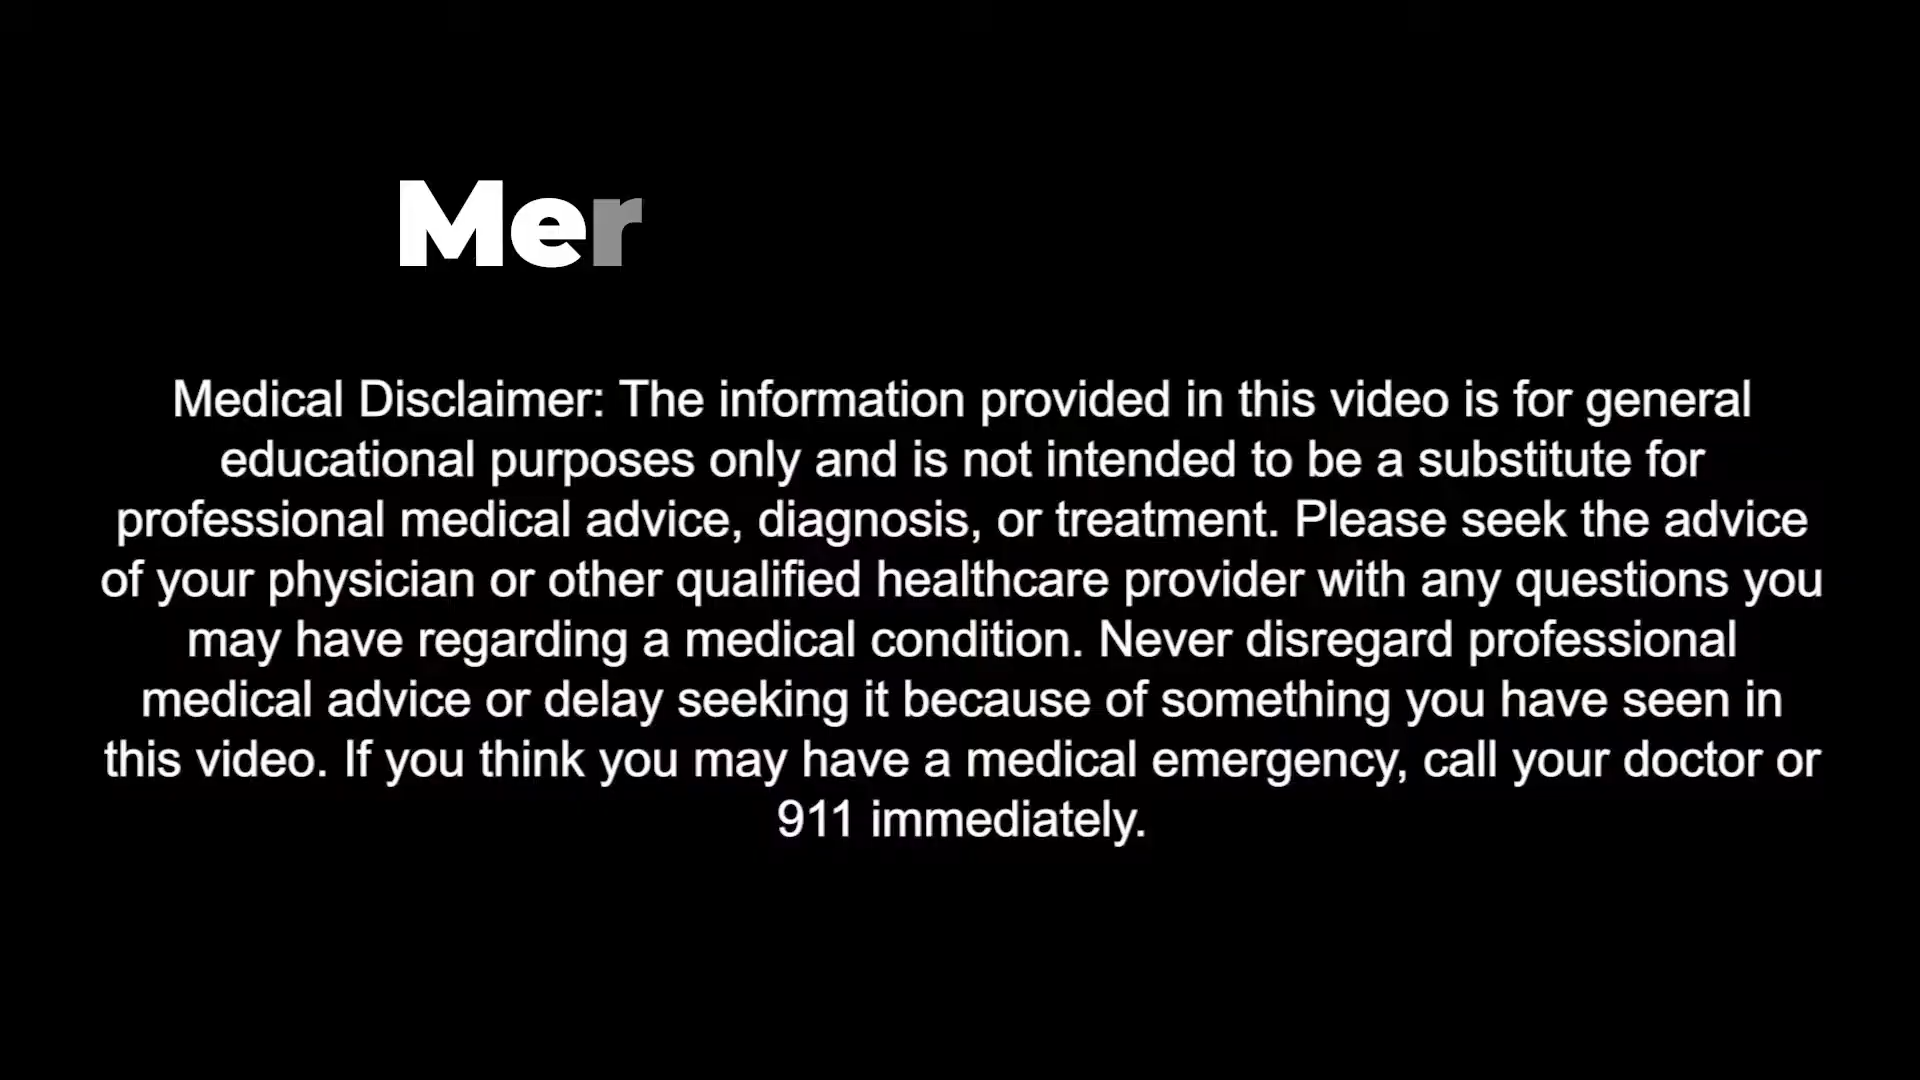 Mer
Medical Disclaimer: The information provided in this video is for general
educational purposes only and is not intended to be a substitute for
professional medical advice, diagnosis, or treatment. Please seek the advice
of your physician or other qualified healthcare provider with any questions you
may have regarding a medical condition. Never disregard professional
medical advice or delay seeking it because of something you have seen in
this video. If you think you may have a medical emergency, call your doctor or
911 immediately.